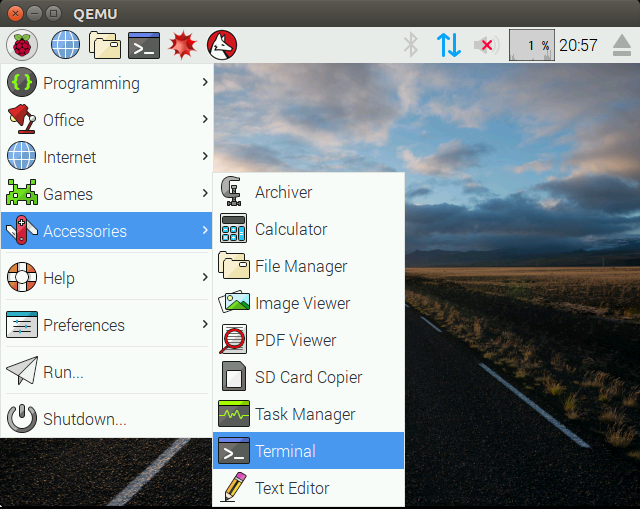 QEMU
1 %
20:57
Programming
Office
Internet
Games
Accessories
Help
Preferences
Run...
Shutdown...
Archiver
Calculator
File Manager
Image Viewer
PDF Viewer
SD Card Copier
Task Manager
Terminal
Text Editor